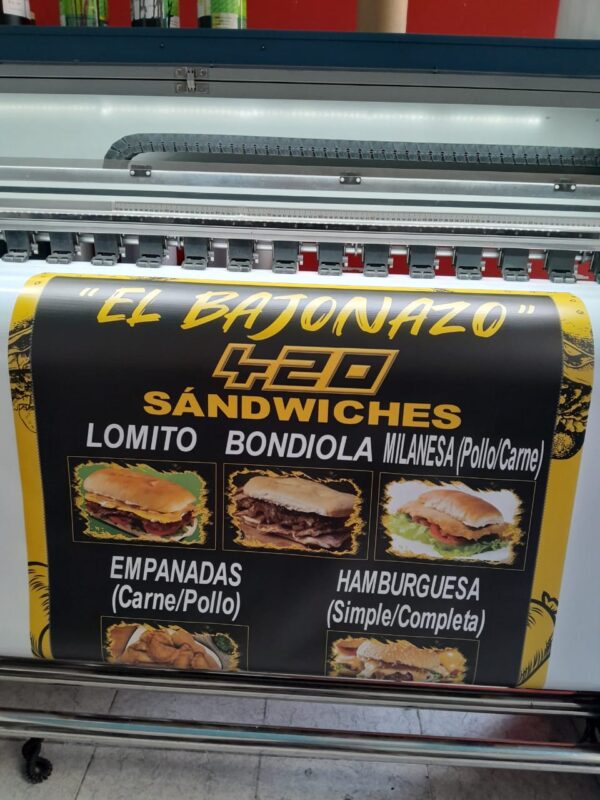 "EL BAJONAZO"
420
SÁNDWICHES
LOMITO BONDIOLA MILANESA (Pollo/Carne)
EMPANADAS
(Carne/Pollo)
HAMBURGUESA
(Simple/Completa)